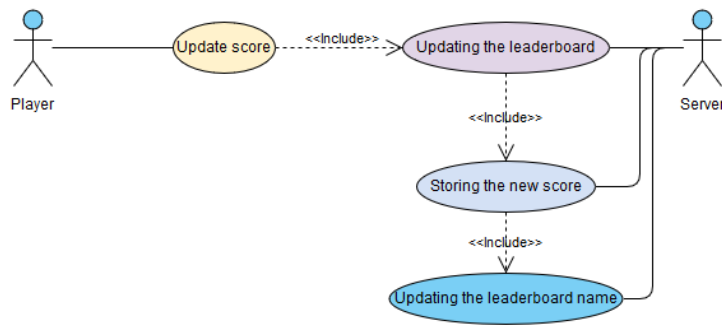 Update score
<<Include>>
Updating the leaderboard
Player
Server
<<Include>>
Storing the new score
<<Include>>
Updating the leaderboard name